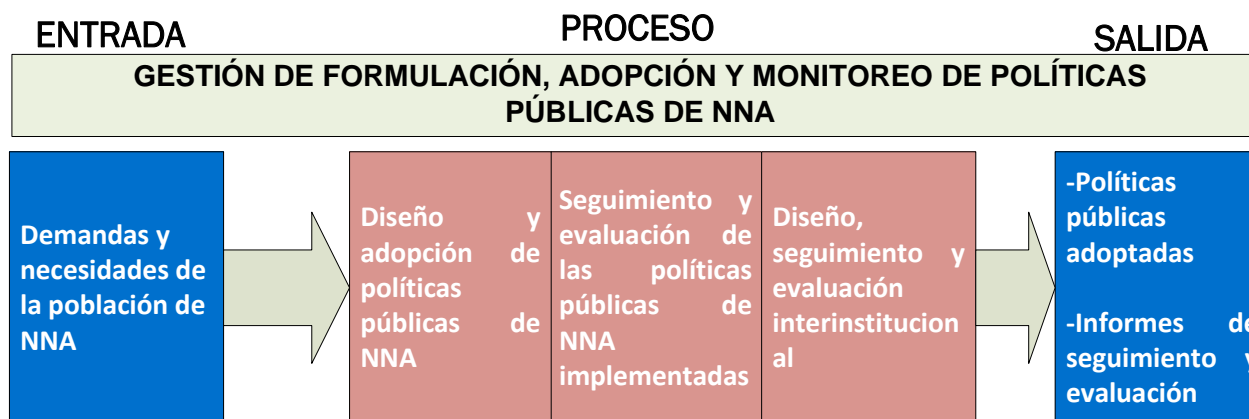 ENTRADA
PROCESO
SALIDA
GESTIÓN DE FORMULACIÓN, ADOPCIÓN Y MONITOREO DE POLÍTICAS
PÚBLICAS DE NNA
Demandas y
necesidades de
la población de
NNA
Diseño y
adopción de
políticas
públicas de
NNA
Seguimiento y
evaluación de
las políticas
públicas de
NNA
implementadas
Diseño,
seguimiento y
evaluación
interinstitucion
al
-Políticas
públicas
adoptadas
-Informes de
seguimiento y
evaluación